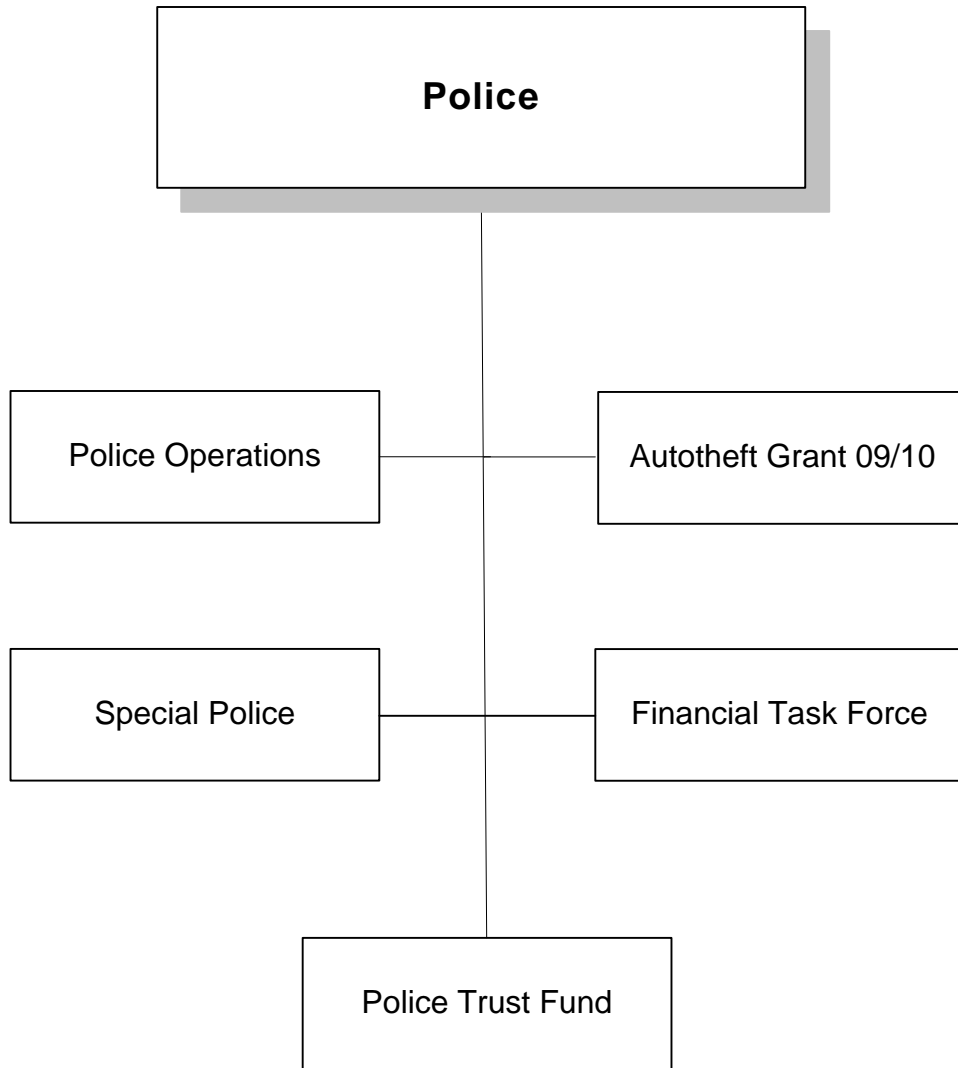 Police
Police Operations
Autotheft Grant 09/10
Special Police
Financial Task Force
Police Trust Fund